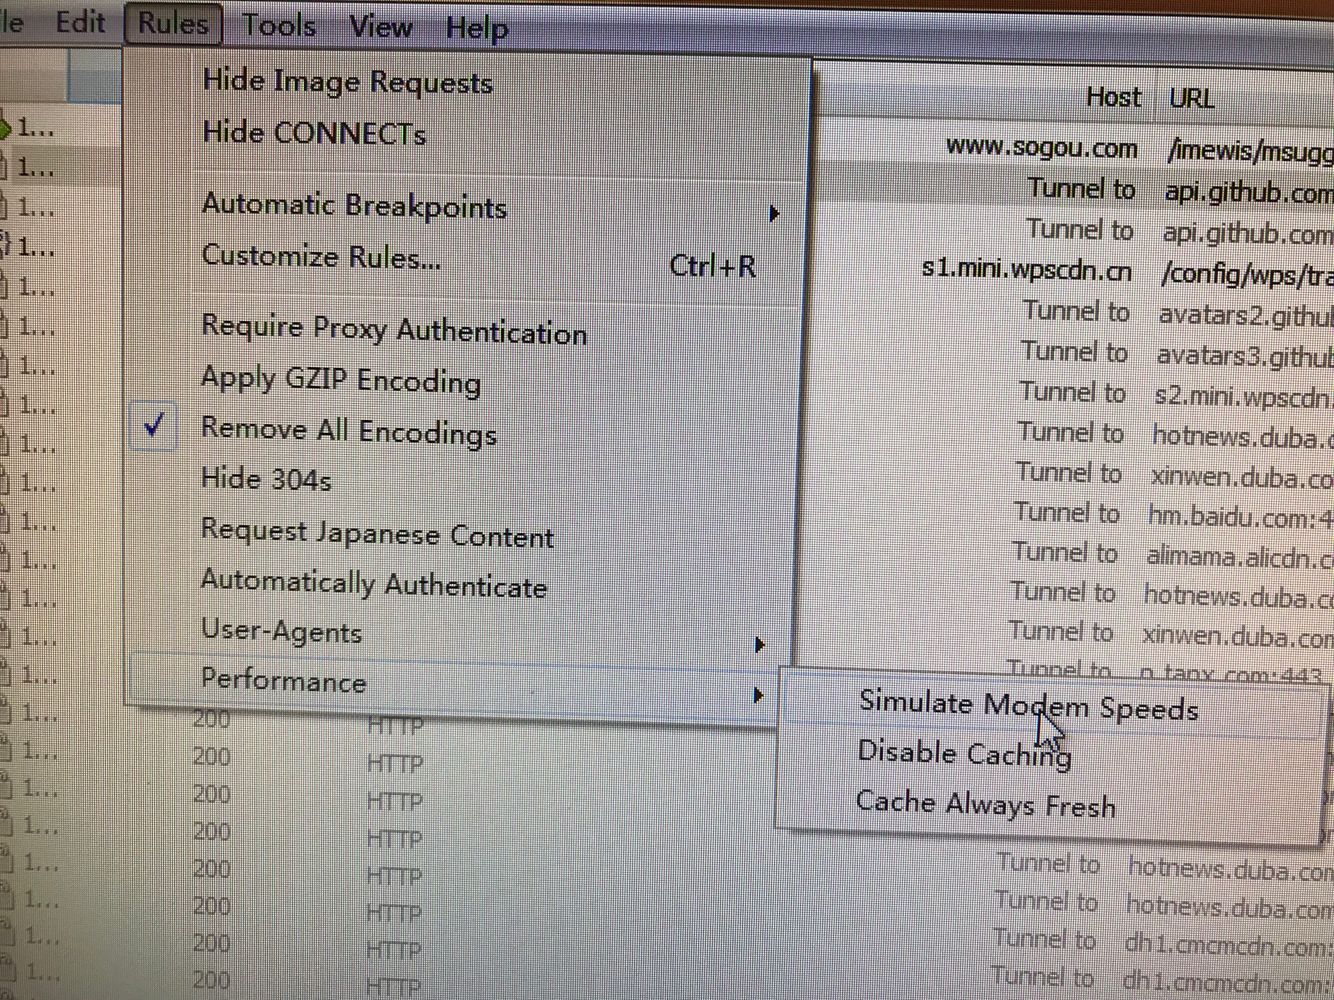 le Edit Rules Tools View Help
Hide Image Requests
Hide CONNECTs
Automatic Breakpoints
Customize Rules... Ctrl+R
Require Proxy Authentication
Apply GZIP Encoding
Remove All Encodings
Hide 304s
Request Japanese Content
Automatically Authenticate
User-Agents
Performance
Simulate Modem Speeds
Disable Caching
Cache Always Fresh
Host URL
1... www.sogou.com /imewis/msugg
1... Tunnel to api.github.com
1... Tunnel to api.github.com
1... s1.mini.wpscdn.cn /config/wps/tra
1... Tunnel to avatars2.githu
1... Tunnel to avatars3.github
1... Tunnel to s2.mini.wpscdn.
1... Tunnel to hotnews.duba.c
1... Tunnel to xinwen.duba.co
1... Tunnel to hm.baidu.com:4
1... Tunnel to alimama.alicdn.c
1... Tunnel to hotnews.duba.co
1... Tunnel to xinwen.duba.com
1... Tunnel to n.tanx.com:443
1... 200 HTTP
1... 200 HTTP
1... 200 HTTP
1... 200 HTTP
1... 200 HTTP Tunnel to hotnews.duba.com
1... 200 HTTP Tunnel to hotnews.duba.com
1... 200 HTTP Tunnel to dh1.cmcmcdn.com:
1... 200 HTTP Tunnel to dh1.cmcmcdn.com: